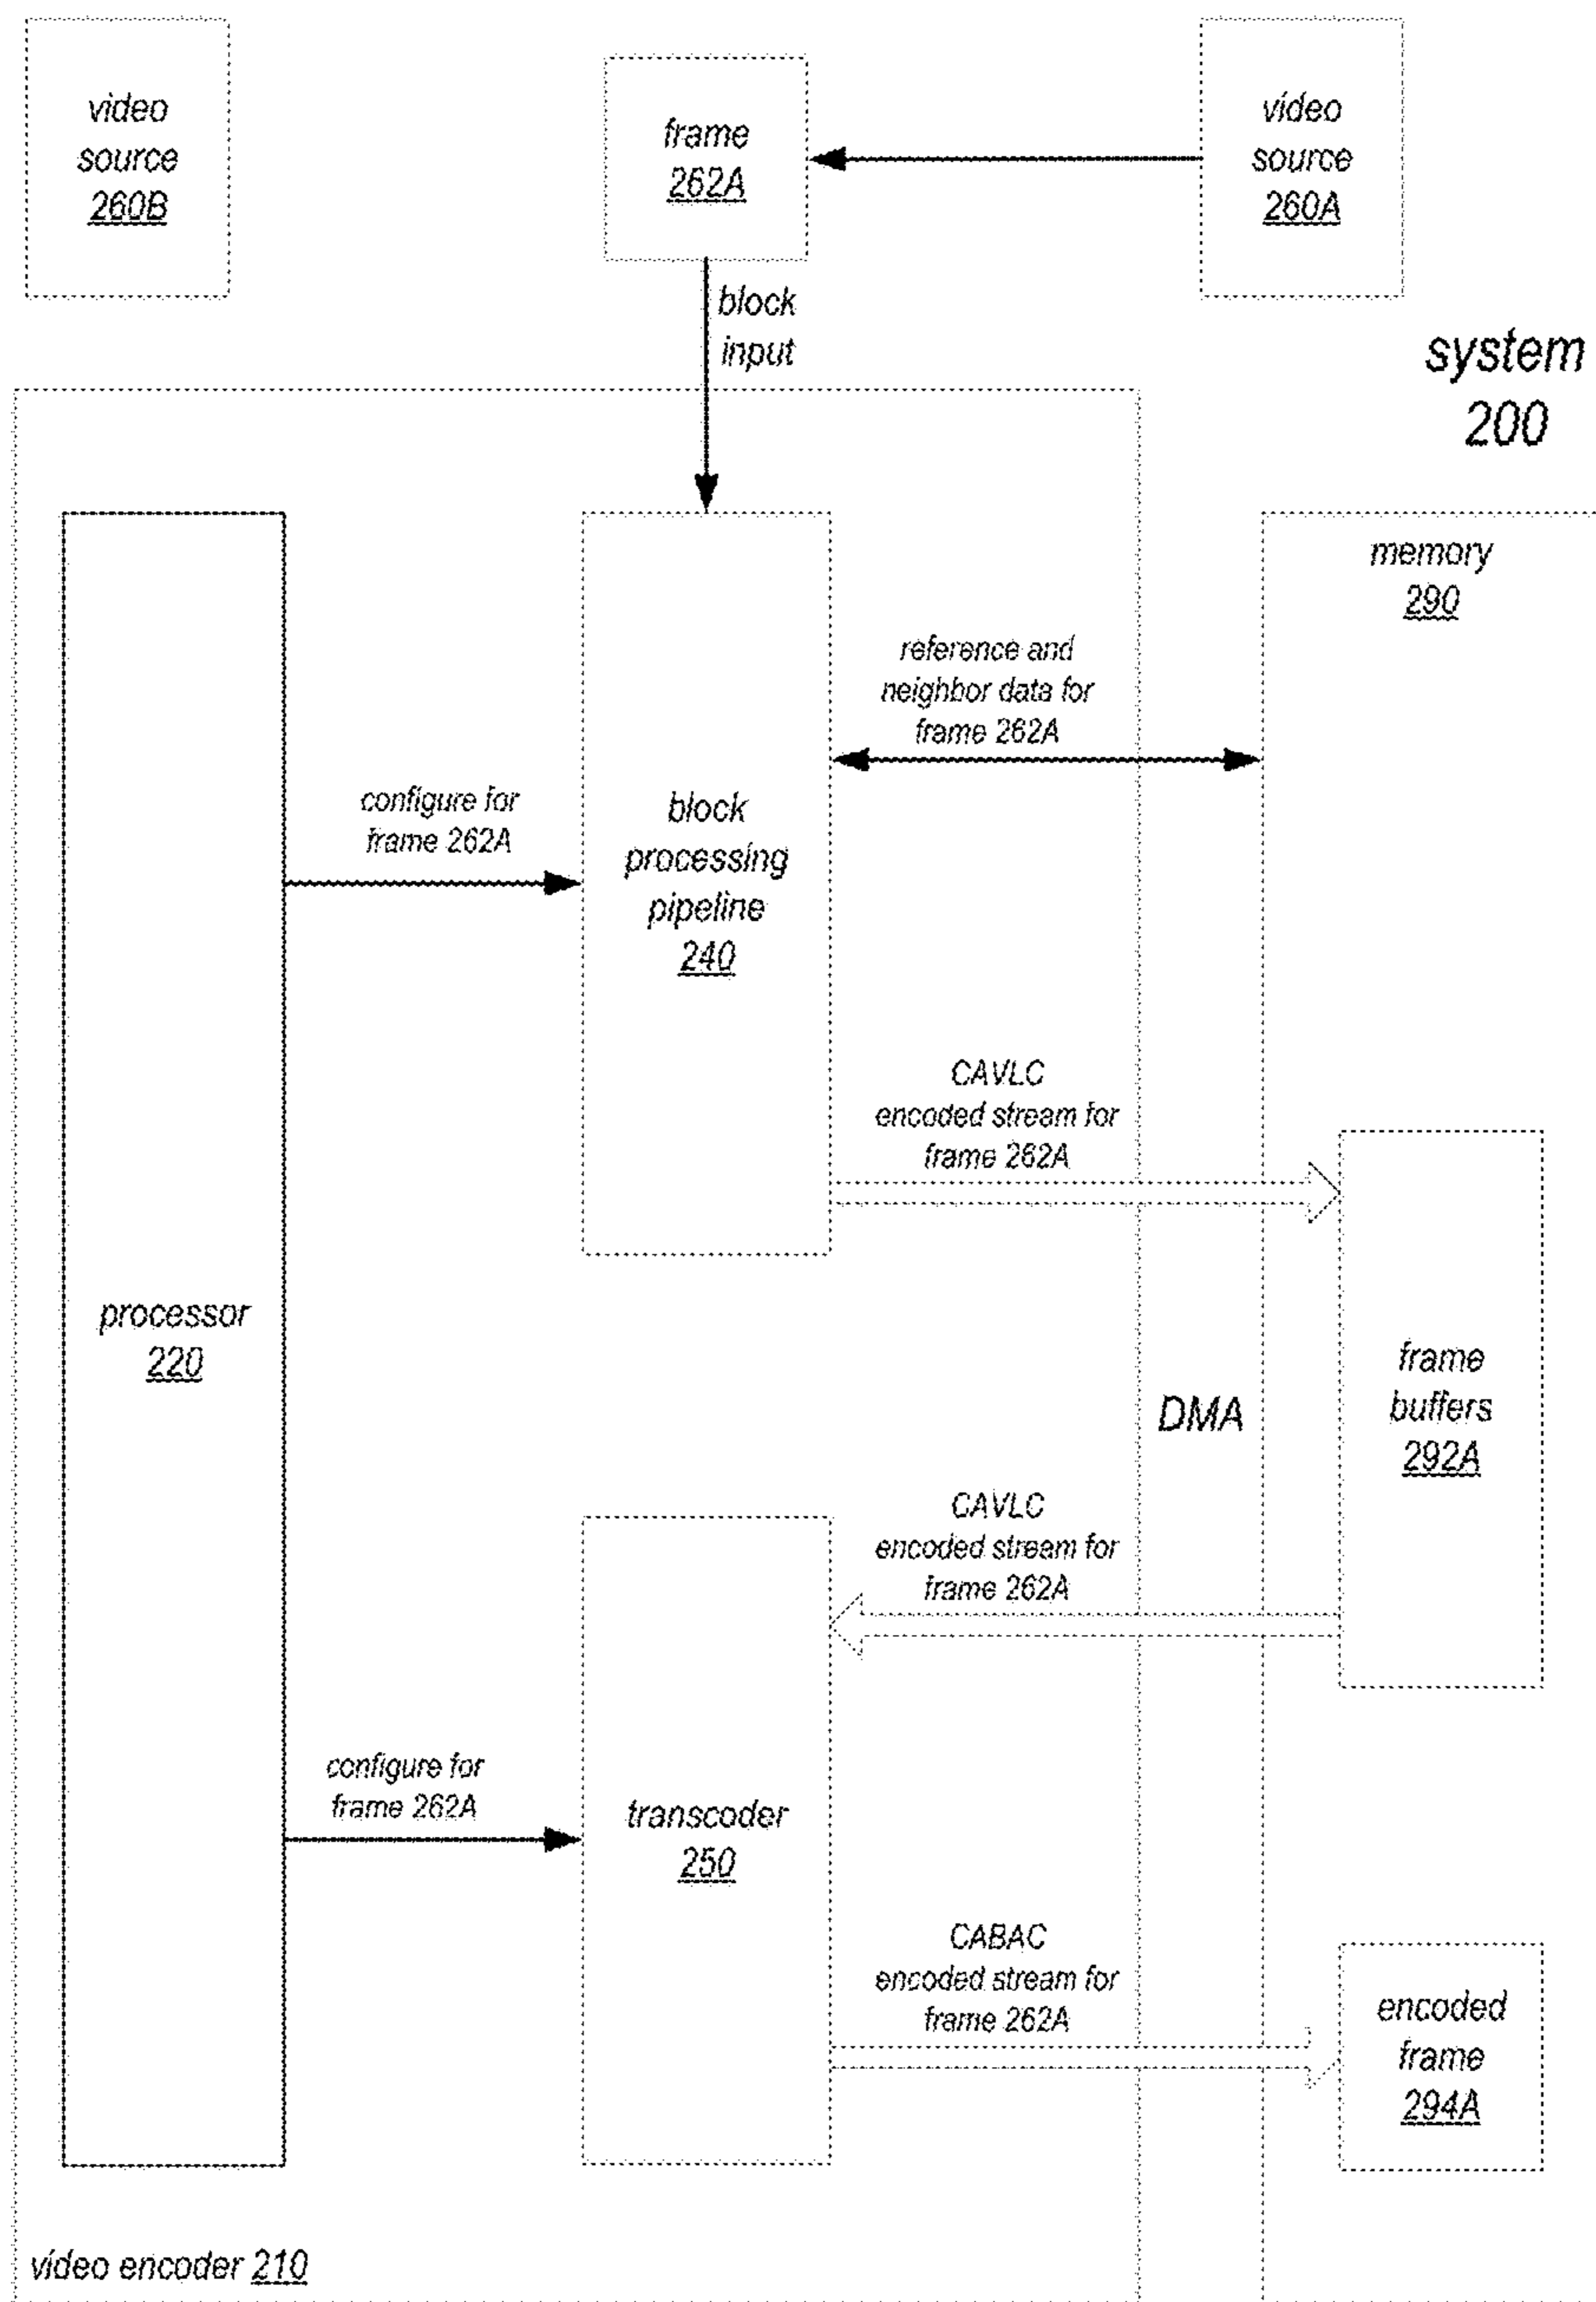 video
source
260B
frame
262A
video
source
260A
block
input
system
200
memory
290
reference and
neighbor data for
frame 262A
configure for
frame 262A
block
processing
pipeline
240
CAVLC
encoded stream for
frame 262A
processor
220
frame
buffers
292A
DMA
CAVLC
encoded stream for
frame 262A
configure for
frame 262A
transcoder
250
CABAC
encoded stream for
frame 262A
encoded
frame
294A
video encoder 210